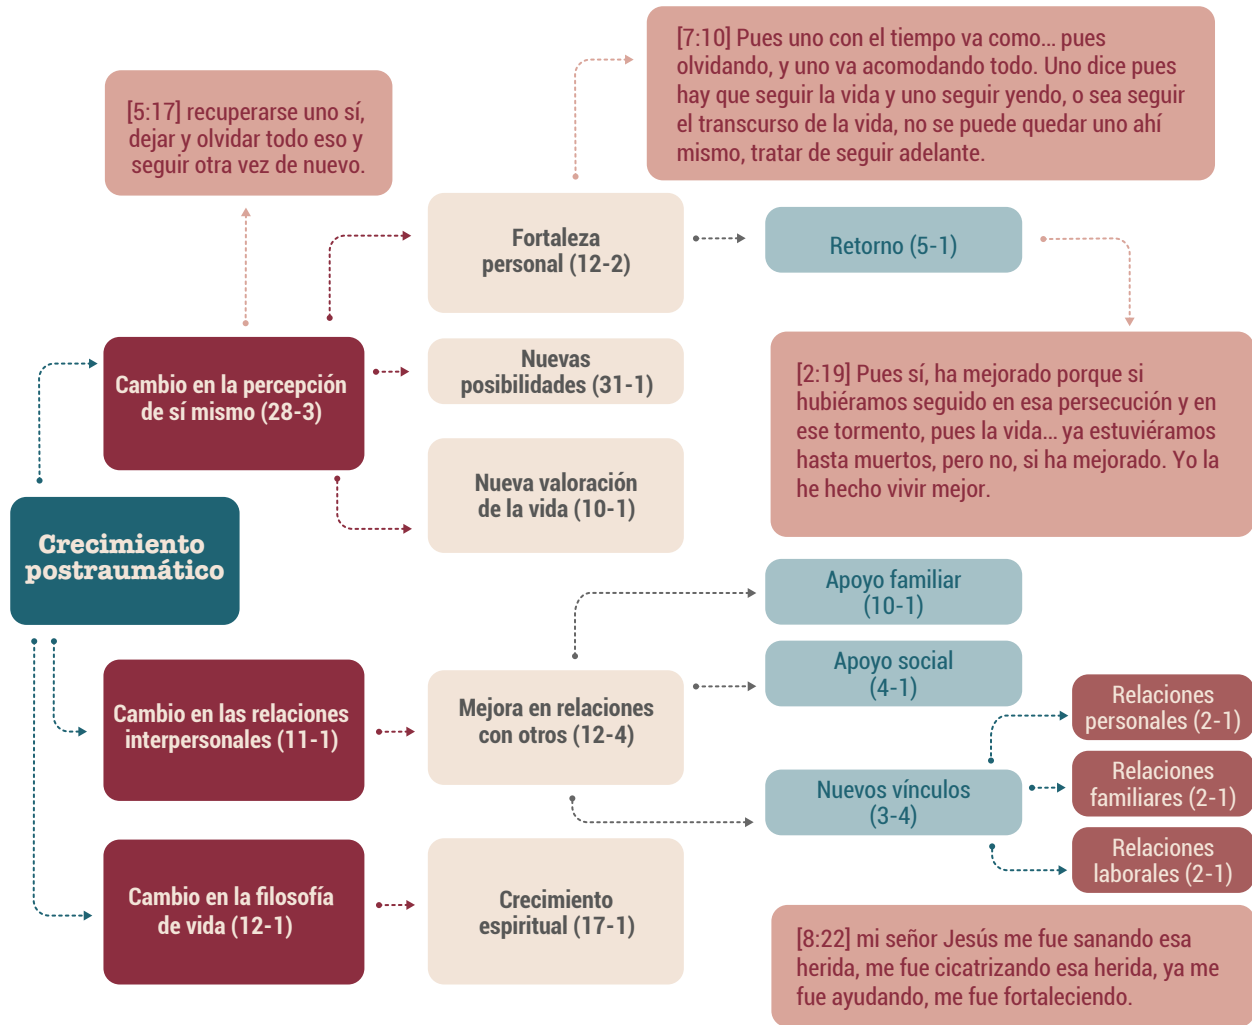 [7:10] Pues uno con el tiempo va como... pues
olvidando, y uno va acomodando todo. Uno dice pues
hay que seguir la vida y uno seguir yendo, o sea seguir
el transcurso de la vida, no se puede quedar uno ahí
mismo, tratar de seguir adelante.
[5:17] recuperarse uno sí,
dejar y olvidar todo eso y
seguir otra vez de nuevo.
Fortaleza
personal (12-2)
Retorno (5-1)
Cambio en la percepción
de sí mismo (28-3)
Nuevas
posibilidades (31-1)
[2:19] Pues sí, ha mejorado porque si
hubiéramos seguido en esa persecución y en
ese tormento, pues la vida... ya estuviéramos
hasta muertos, pero no, si ha mejorado. Yo la
he hecho vivir mejor.
Nueva valoración
de la vida (10-1)
Crecimiento
postraumático
Apoyo familiar
(10-1)
Apoyo social
(4-1)
Cambio en las relaciones
interpersonales (11-1)
Mejora en relaciones
con otros (12-4)
Nuevos vínculos
(3-4)
Relaciones
personales (2-1)
Relaciones
familiares (2-1)
Relaciones
laborales (2-1)
Cambio en la filosofía
de vida (12-1)
Crecimiento
espiritual (17-1)
[8:22] mi señor Jesús me fue sanando esa
herida, me fue cicatrizando esa herida, ya me
fue ayudando, me fue fortaleciendo.